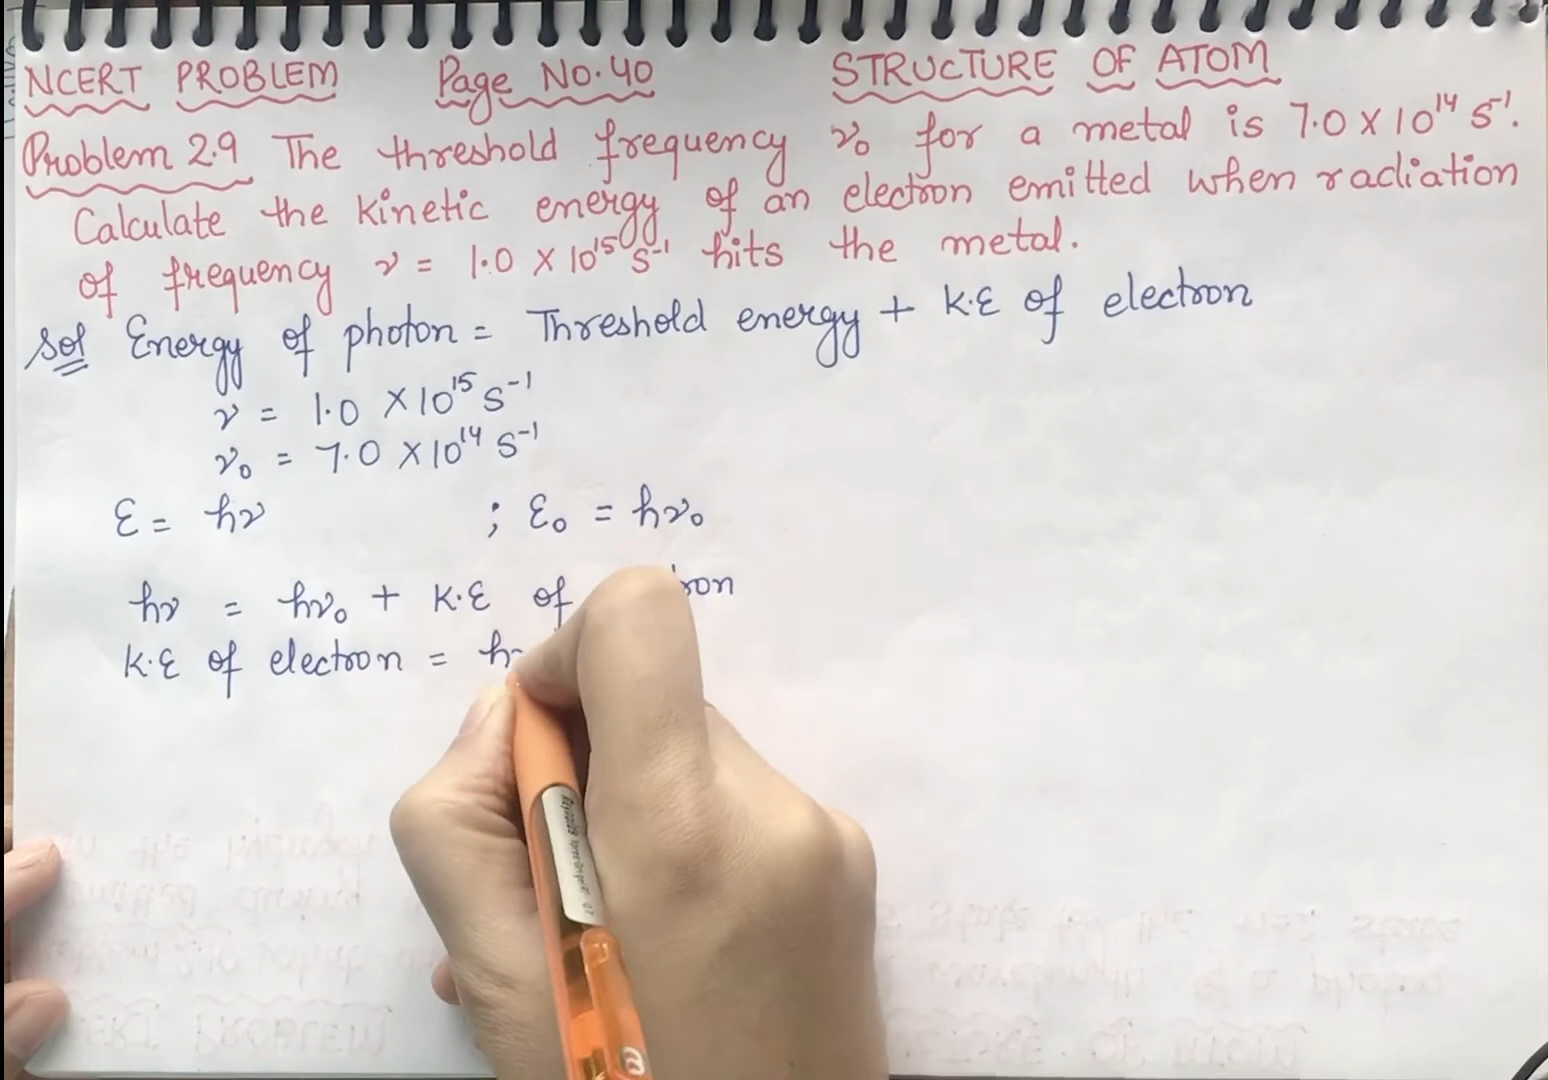 NCERT PROBLEM Page No.40 STRUCTURE OF ATOM
Problem 2.9 The threshold frequency ν₀ for a metal is 7.0 × 10¹⁴ s⁻¹.
Calculate the kinetic energy of an electron emitted when radiation
of frequency ν = 1.0 × 10¹⁵ s⁻¹ hits the metal.
Sol Energy of photon = Threshold energy + K.E of electron
ν = 1.0 × 10¹⁵ s⁻¹
ν₀ = 7.0 × 10¹⁴ s⁻¹
E = hν ; E₀ = hν₀
hν = hν₀ + K.E of
K.E of electron = h